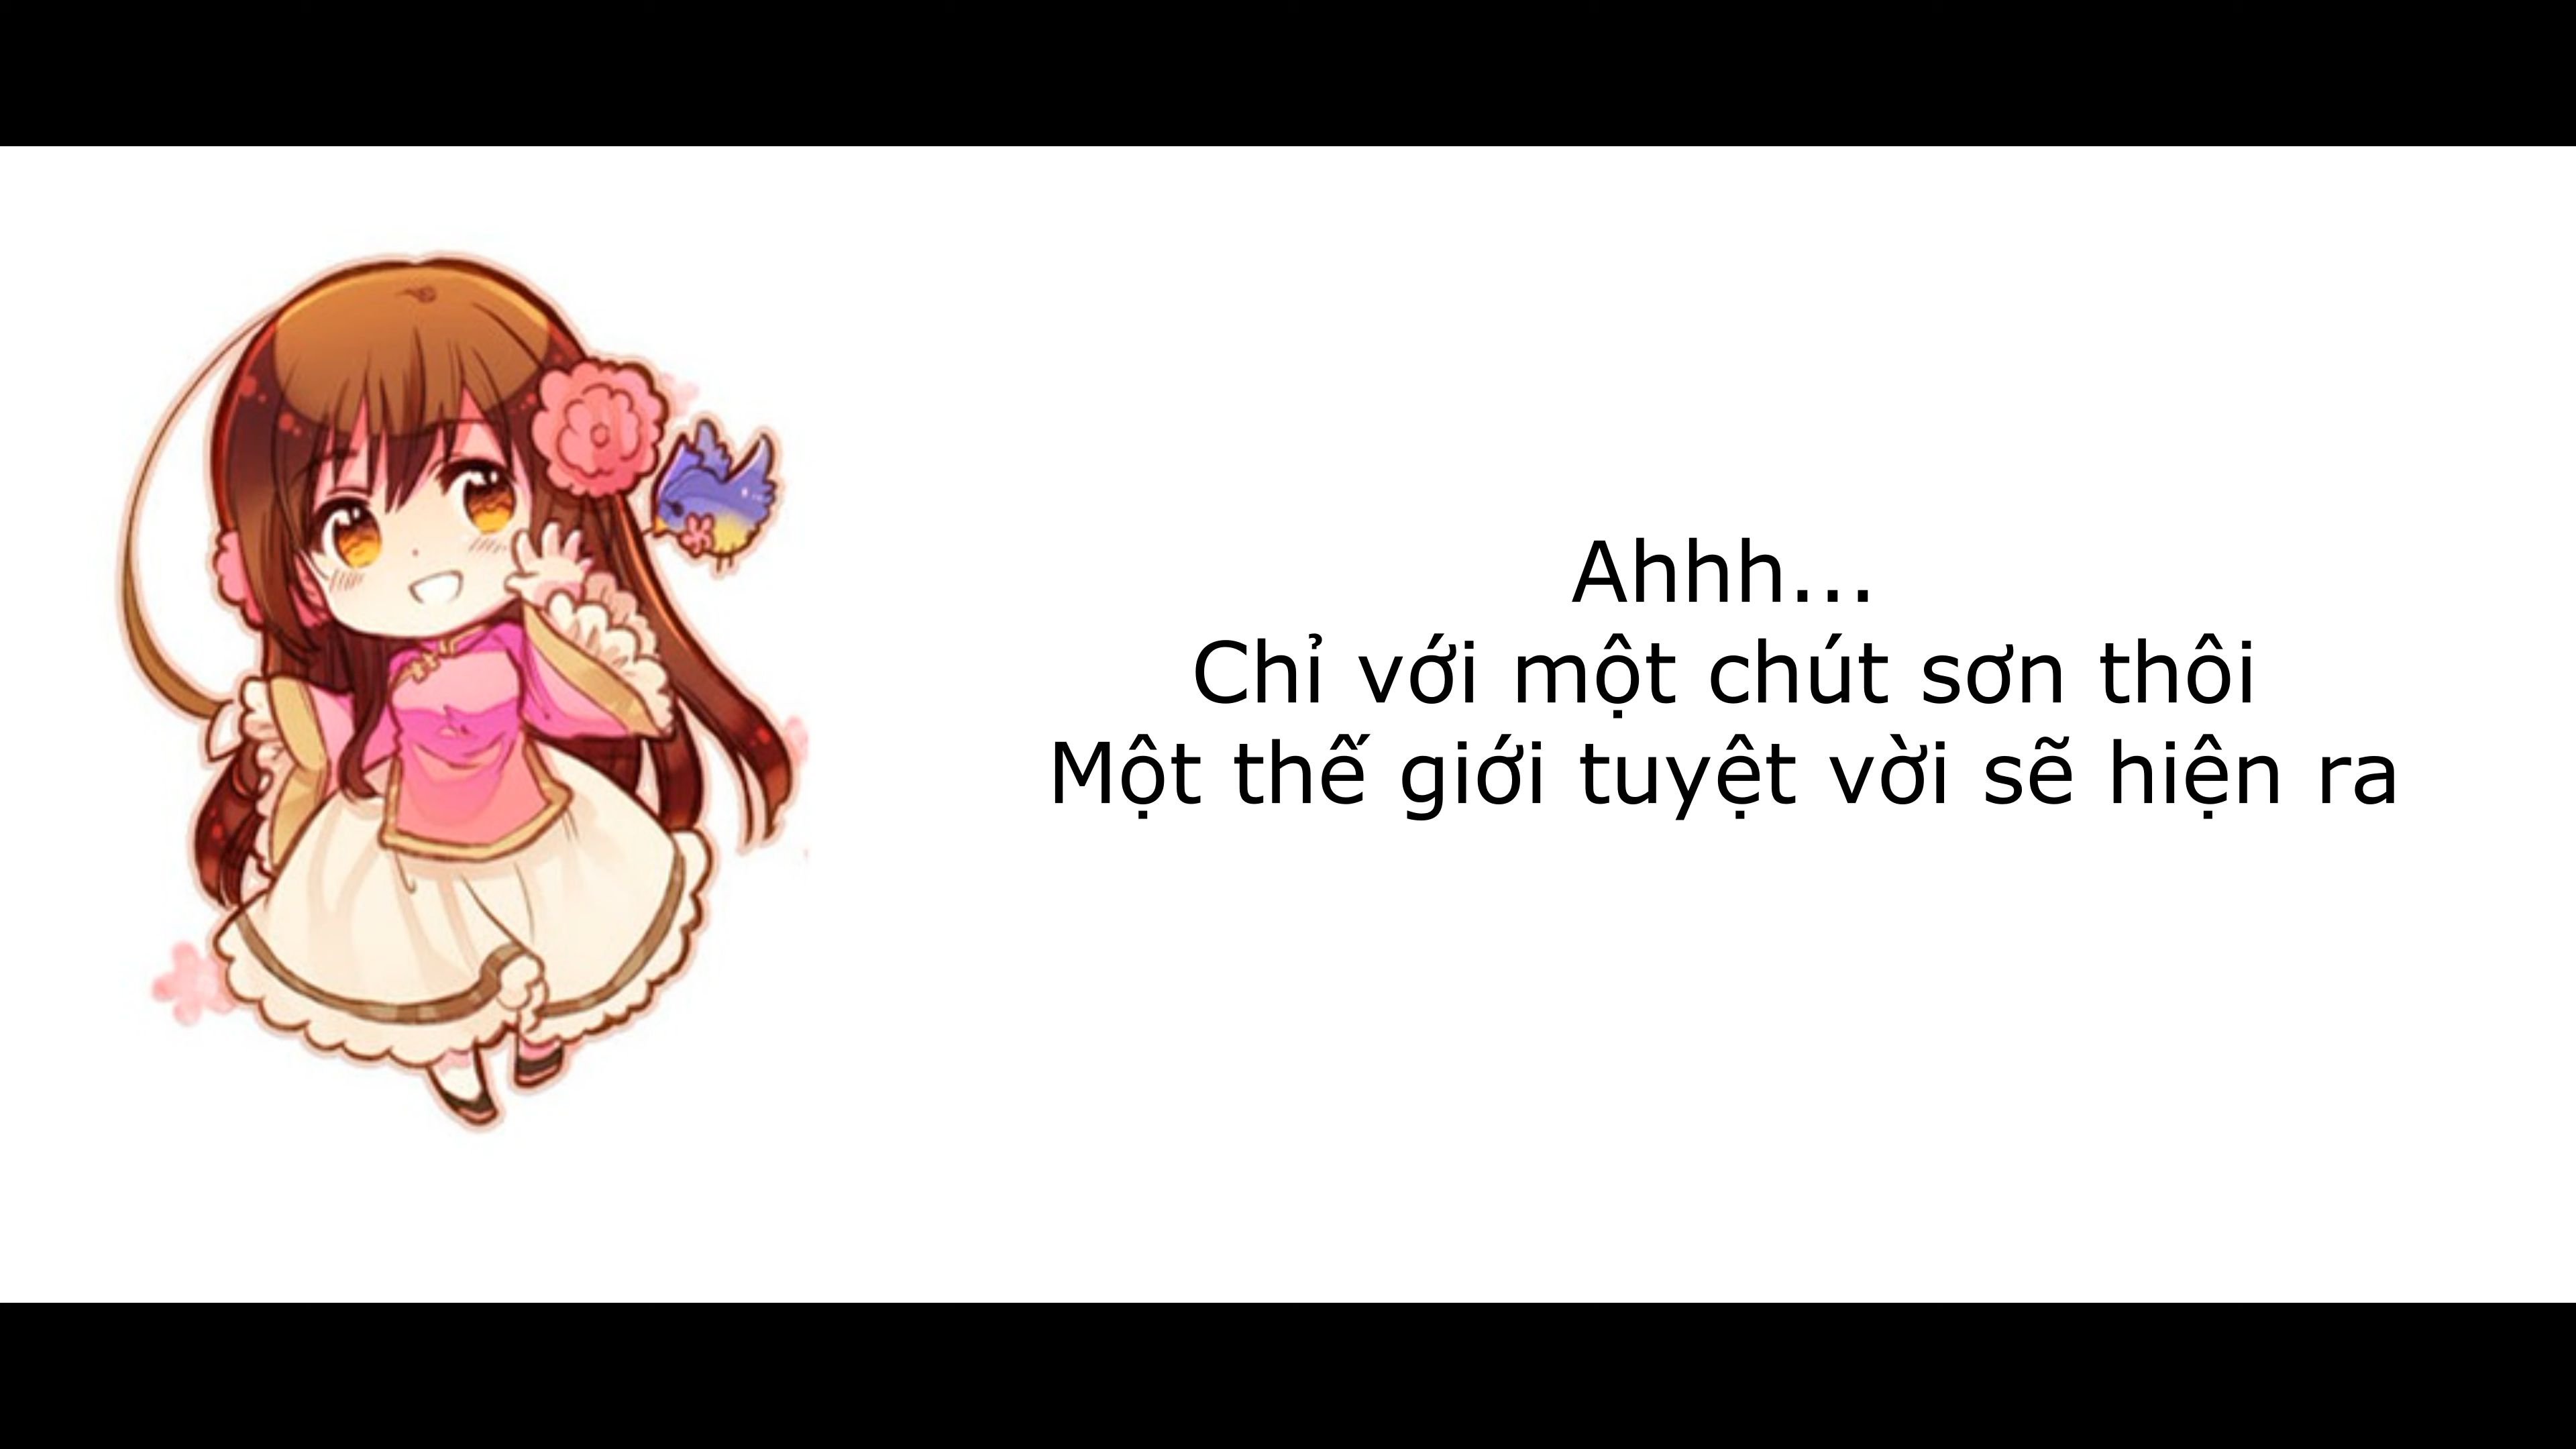 Ahhh...
Chỉ với một chút sơn thôi
Một thế giới tuyệt vời sẽ hiện ra